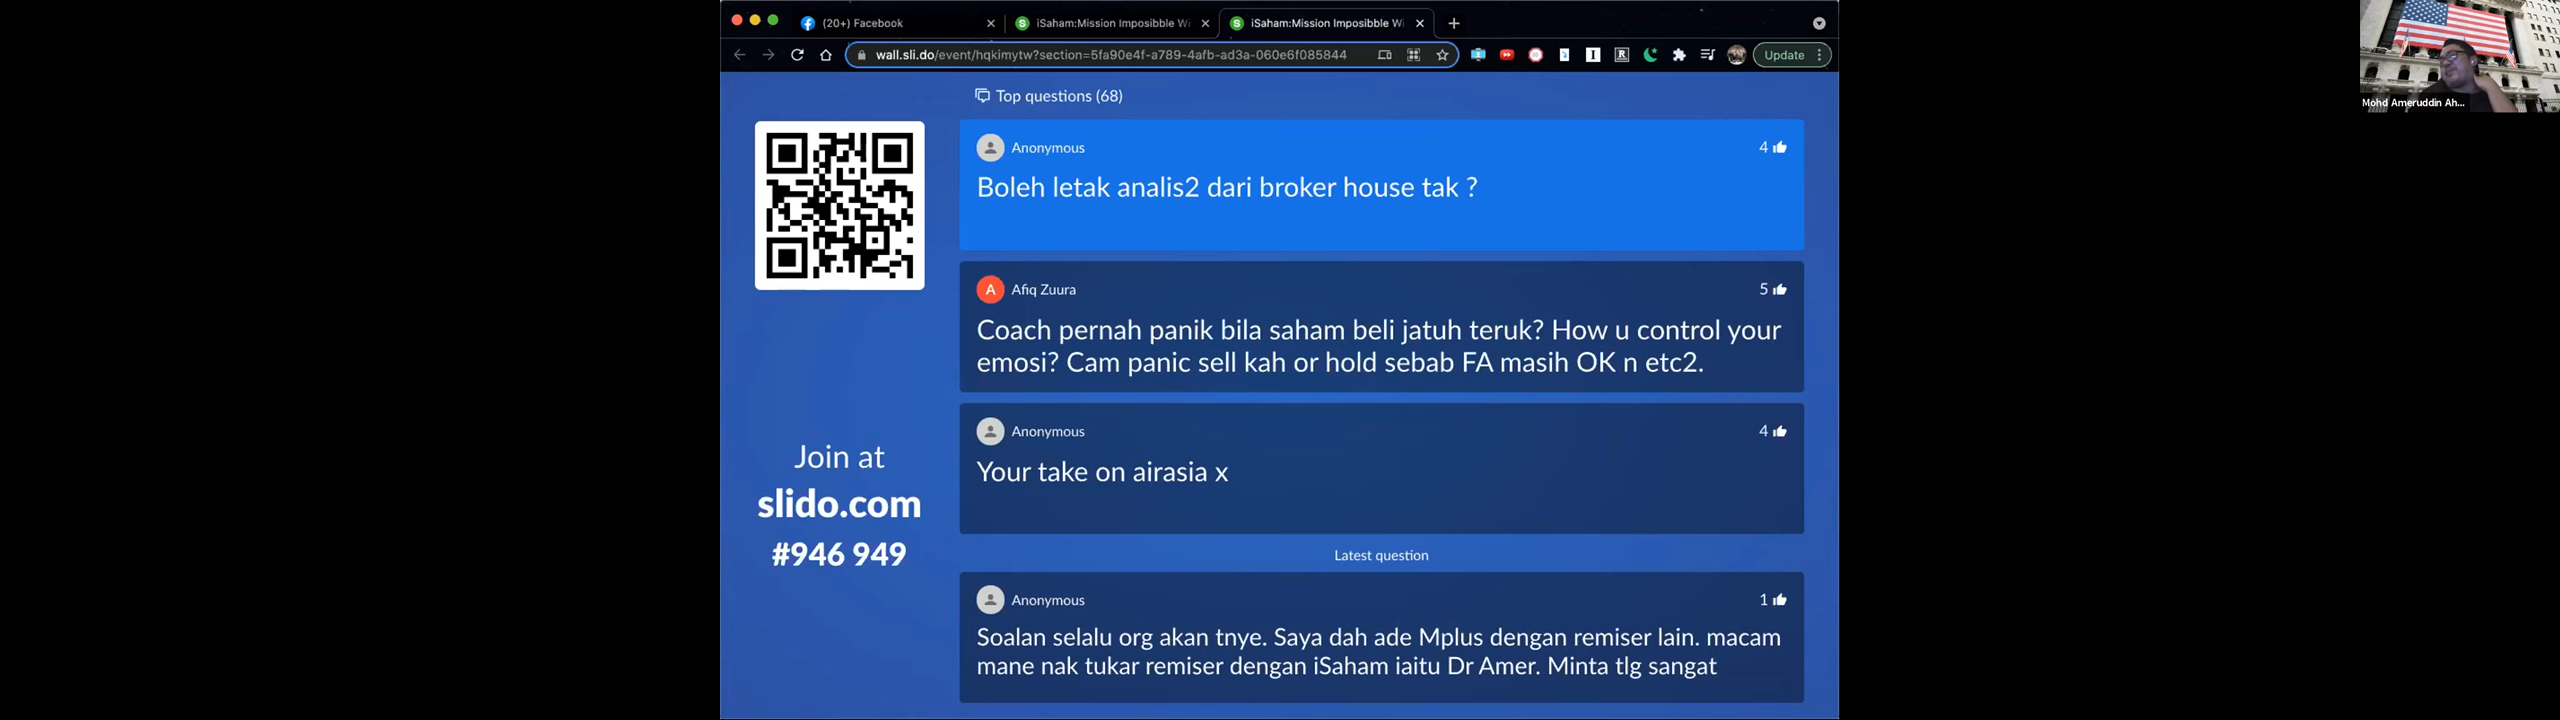 (20+) Facebook
iSaham:Mission Imposibble Wi
iSaham:Mission Imposibble Wi
wall.sli.do/event/hqkimytw?section=5fa90e4f-a789-4afb-ad3a-060e6f085844
Update
Top questions (68)
Anonymous
4
Boleh letak analis2 dari broker house tak ?
A
Afiq Zuura
5
Coach pernah panik bila saham beli jatuh teruk? How u control your
emosi? Cam panic sell kah or hold sebab FA masih OK n etc2.
Anonymous
4
Your take on airasia x
Join at
slido.com
#946 949
Latest question
Anonymous
1
Soalan selalu org akan tnye. Saya dah ade Mplus dengan remiser lain. macam
mane nak tukar remiser dengan iSaham iaitu Dr Amer. Minta tlg sangat
Mohd Ameruddin Ah...